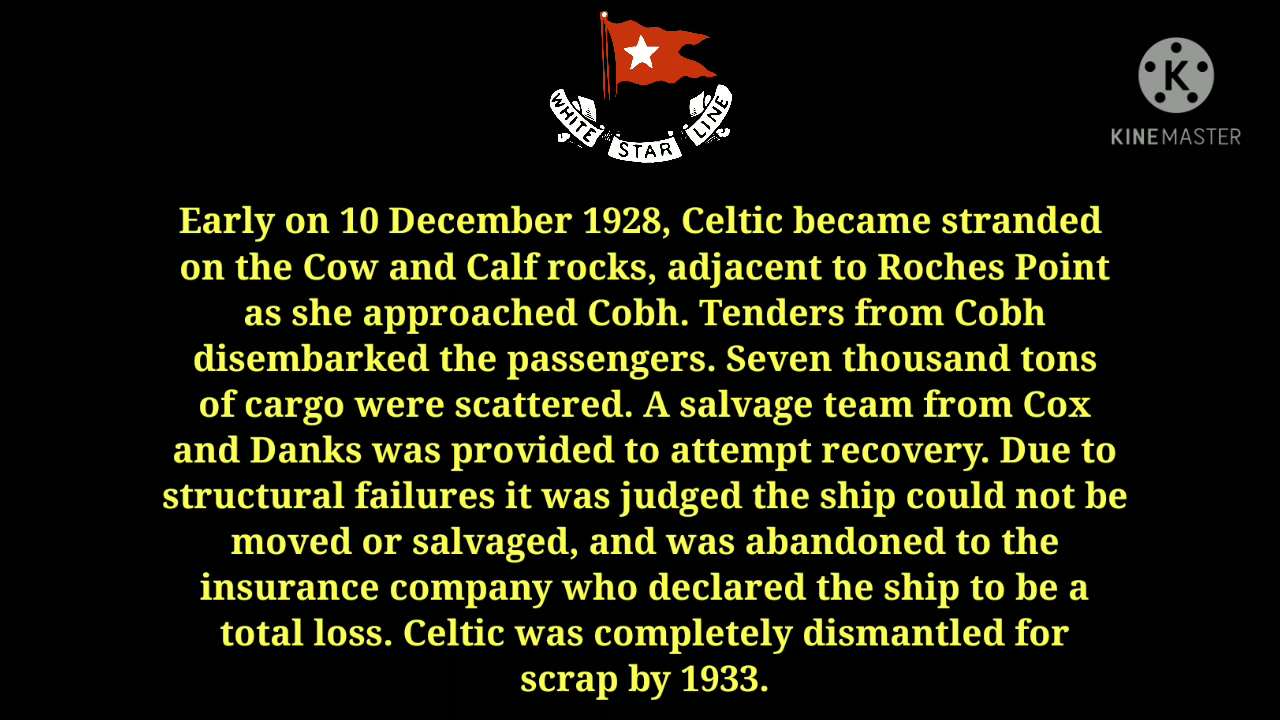 WHITE STAR LINE
KINEMASTER
Early on 10 December 1928, Celtic became stranded
on the Cow and Calf rocks, adjacent to Roches Point
as she approached Cobh. Tenders from Cobh
disembarked the passengers. Seven thousand tons
of cargo were scattered. A salvage team from Cox
and Danks was provided to attempt recovery. Due to
structural failures it was judged the ship could not be
moved or salvaged, and was abandoned to the
insurance company who declared the ship to be a
total loss. Celtic was completely dismantled for
scrap by 1933.